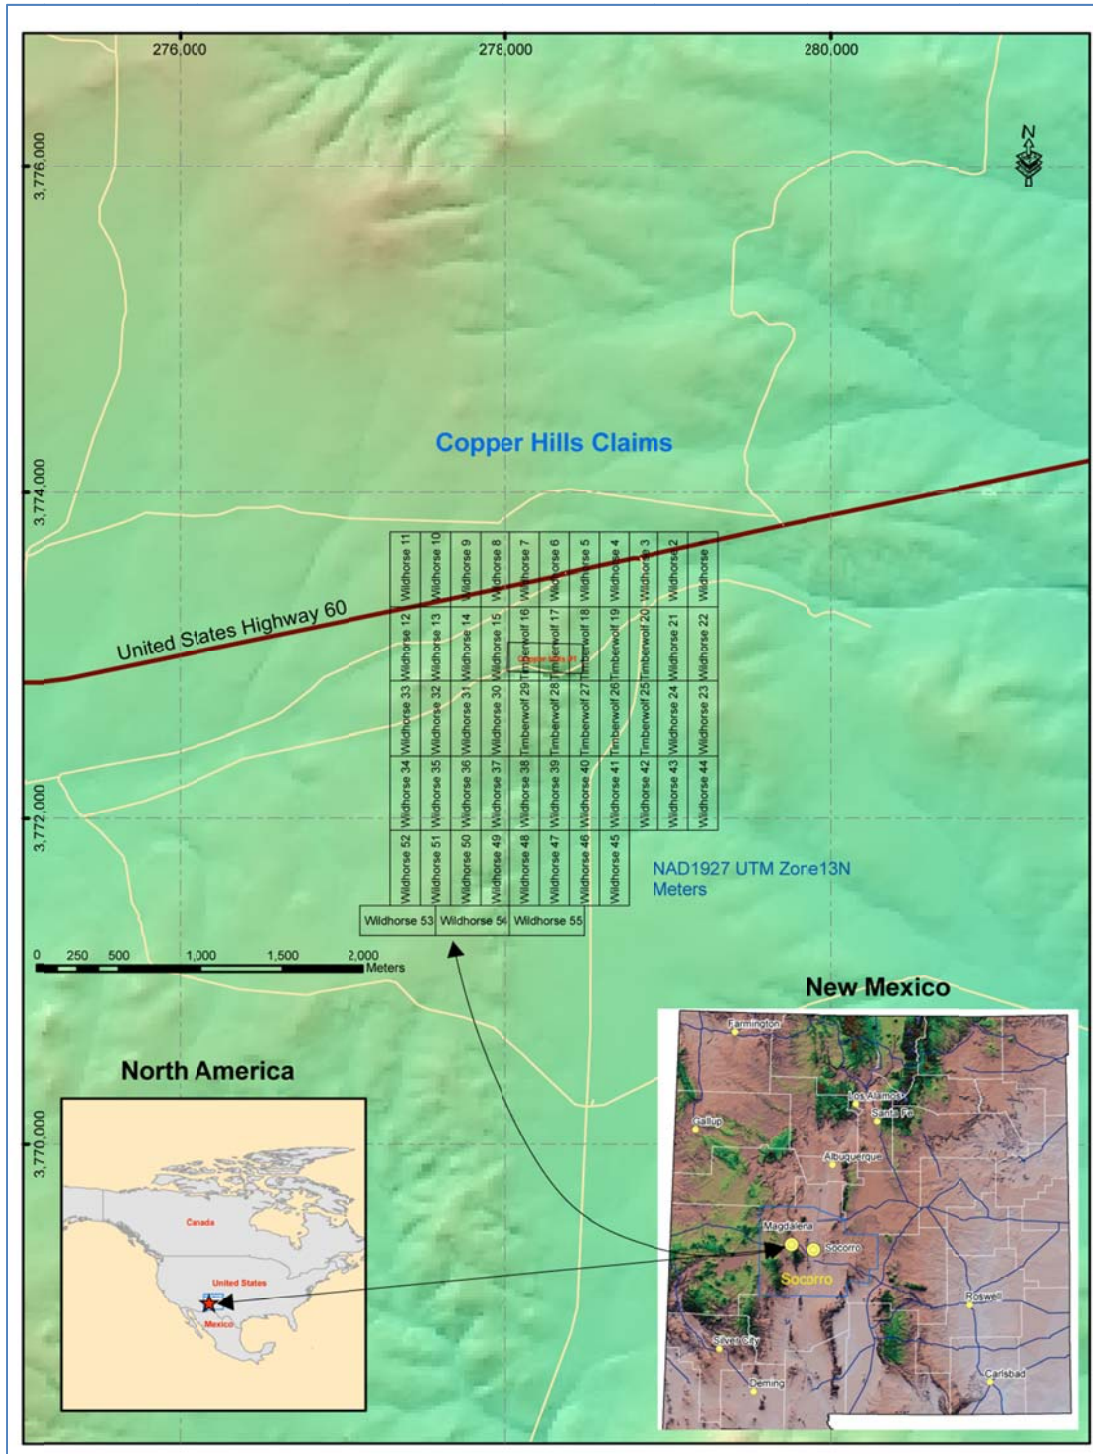 276,000
278,000
280,000
N
3,776,000
Copper Hills Claims
3,774,000
United States Highway 60
Wildhorse 11
Wildhorse 10
Wildhorse 9
Wildhorse 8
Wildhorse 7
Wildhorse 6
Wildhorse 5
Wildhorse 4
Wildhorse 3
Wildhorse 2
Wildhorse 1
Wildhorse 12
Wildhorse 13
Wildhorse 14
Wildhorse 15
Timberwolf 16
Timberwolf 17
Timberwolf 18
Timberwolf 19
Timberwolf 20
Wildhorse 21
Wildhorse 22
Copper Hills
Wildhorse 33
Wildhorse 32
Wildhorse 31
Wildhorse 30
Timberwolf 29
Timberwolf 28
Timberwolf 27
Timberwolf 26
Timberwolf 25
Wildhorse 24
Wildhorse 23
Wildhorse 34
Wildhorse 35
Wildhorse 36
Wildhorse 37
Wildhorse 38
Wildhorse 39
Wildhorse 40
Wildhorse 41
Wildhorse 42
Wildhorse 43
Wildhorse 44
3,772,000
Wildhorse 52
Wildhorse 51
Wildhorse 50
Wildhorse 49
Wildhorse 48
Wildhorse 47
Wildhorse 46
Wildhorse 45
Wildhorse 53
Wildhorse 54
Wildhorse 55
NAD1927 UTM Zone13N
Meters
0 250 500 1,000 1,500 2,000
Meters
New Mexico
Farmington
Los Alamos
Santa Fe
Gallup
Albuquerque
Magdalena
Socorro
Socorro
Roswell
Silver City
Deming
Carlsbad
3,770,000
North America
Canada
United States
Mexico